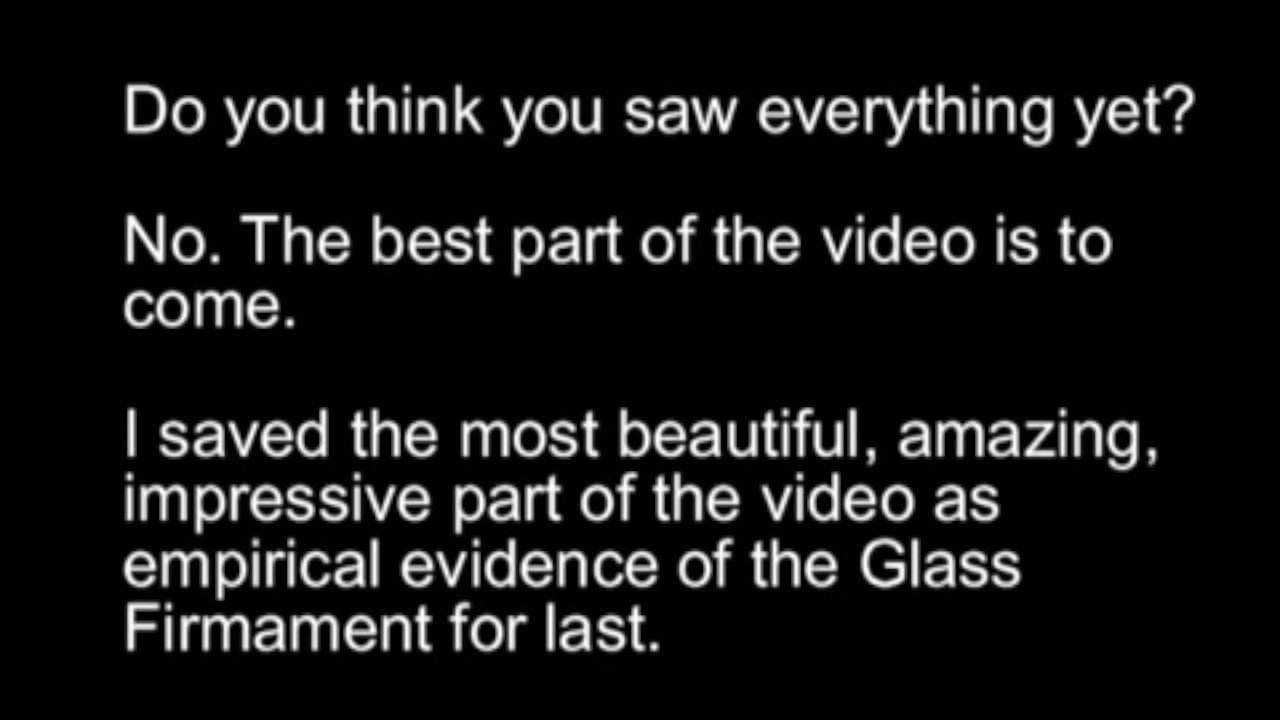 Do you think you saw everything yet?
No. The best part of the video is to
come.
I saved the most beautiful, amazing,
impressive part of the video as
empirical evidence of the Glass
Firmament for last.